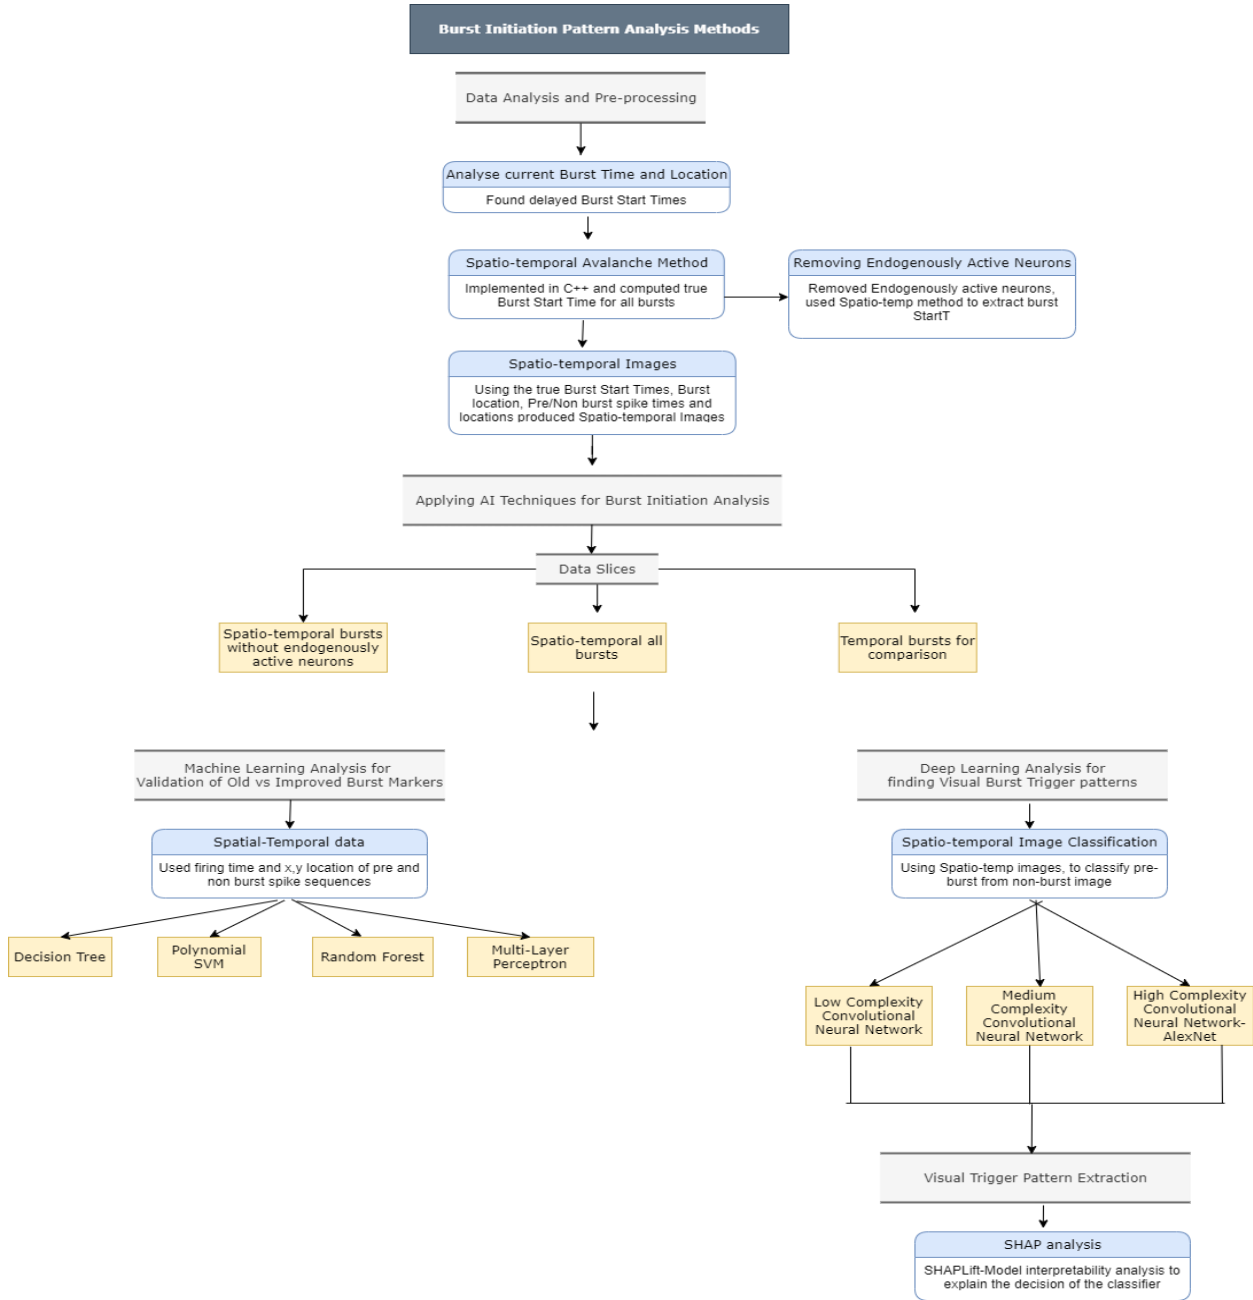 Burst Initiation Pattern Analysis Methods
Data Analysis and Pre-processing
Analyse current Burst Time and Location
Found delayed Burst Start Times
Spatio-temporal Avalanche Method
Implemented in C++ and computed true
Burst Start Time for all bursts
Removing Endogenously Active Neurons
Removed Endogenously active neurons,
used Spatio-temp method to extract burst
StartT
Spatio-temporal Images
Using the true Burst Start Times, Burst
location, Pre/Non burst spike times and
locations produced Spatio-temporal Images
Applying AI Techniques for Burst Initiation Analysis
Data Slices
Spatio-temporal bursts
without endogenously
active neurons
Spatio-temporal all
bursts
Temporal bursts for
comparison
Machine Learning Analysis for
Validation of Old vs Improved Burst Markers
Spatial-Temporal data
Used firing time and x,y location of pre and
non burst spike sequences
Decision Tree
Polynomial
SVM
Random Forest
Multi-Layer
Perceptron
Deep Learning Analysis for
finding Visual Burst Trigger patterns
Spatio-temporal Image Classification
Using Spatio-temp images, to classify pre-
burst from non-burst image
Low Complexity
Convolutional
Neural Network
Medium
Complexity
Convolutional
Neural Network
High Complexity
Convolutional
Neural Network-
AlexNet
Visual Trigger Pattern Extraction
SHAP analysis
SHAPLift-Model interpretability analysis to
explain the decision of the classifier